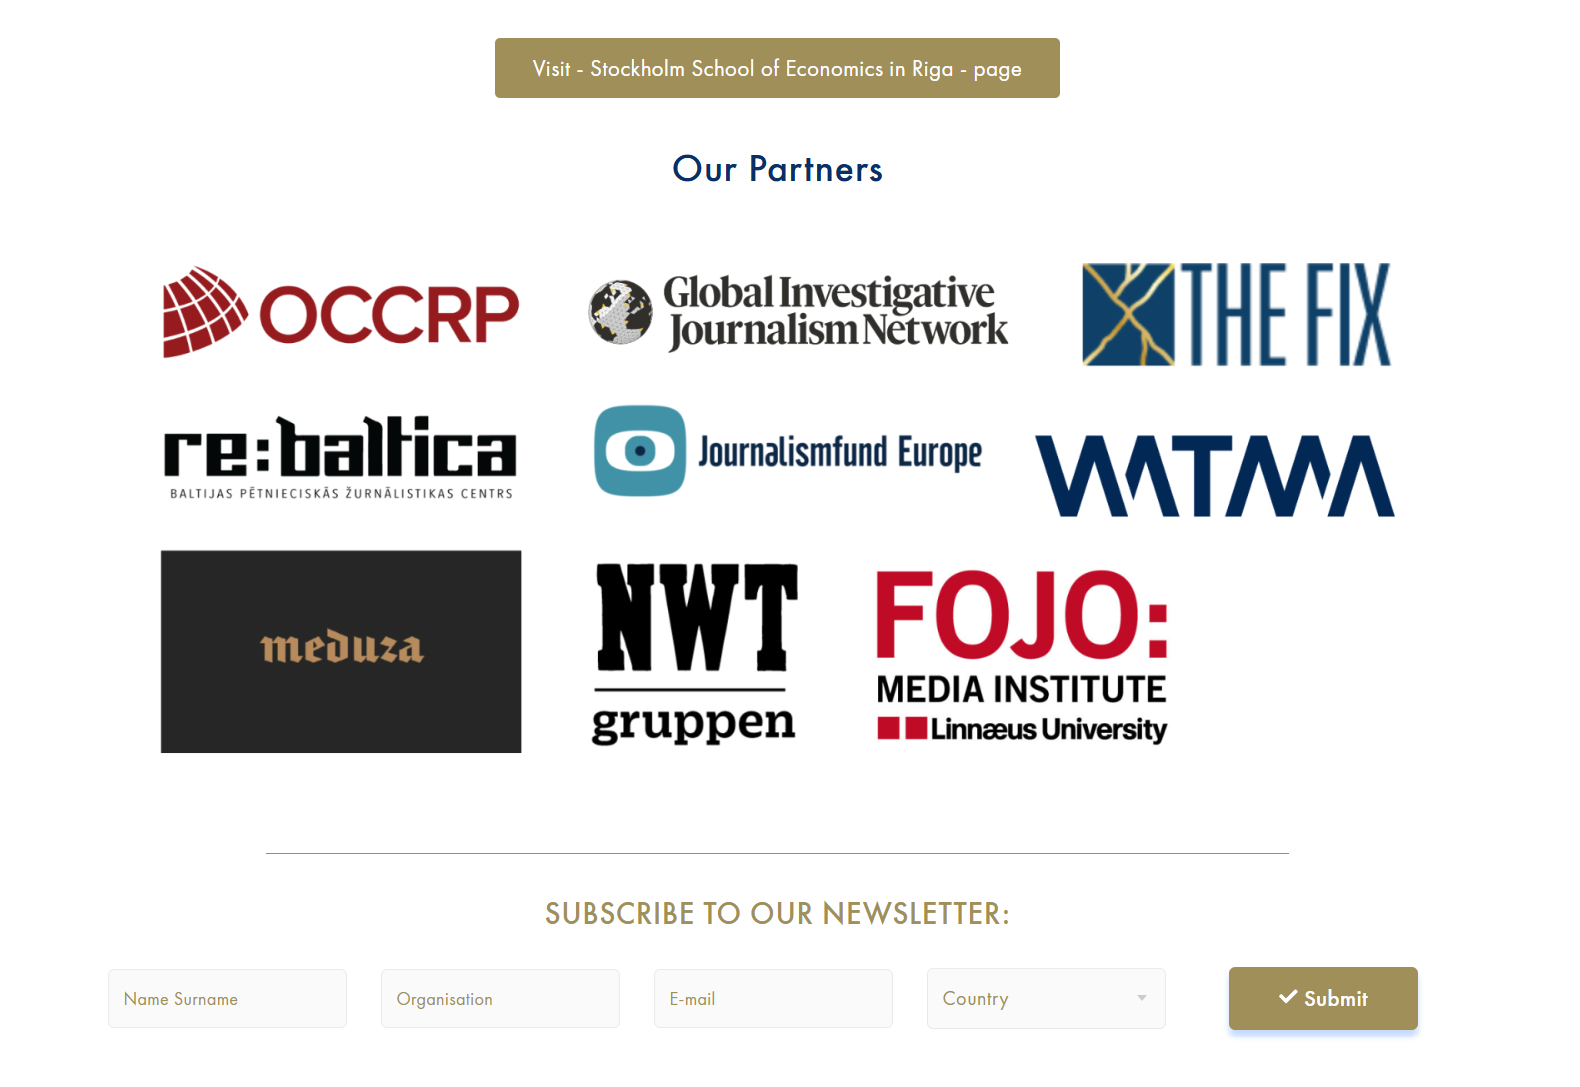 Visit - Stockholm School of Economics in Riga - page
Our Partners
OCCRP
Global Investigative
Journalism Network
THE FIX
re:baltica
BALTIJAS PĒTNIECISKĀS ŽURNĀLISTIKAS CENTRS
Journalismfund Europe
WATMA
meduza
NWT
gruppen
FOJO:
MEDIA INSTITUTE
Linnæus University
SUBSCRIBE TO OUR NEWSLETTER:
Name Surname
Organisation
E-mail
Country
Submit